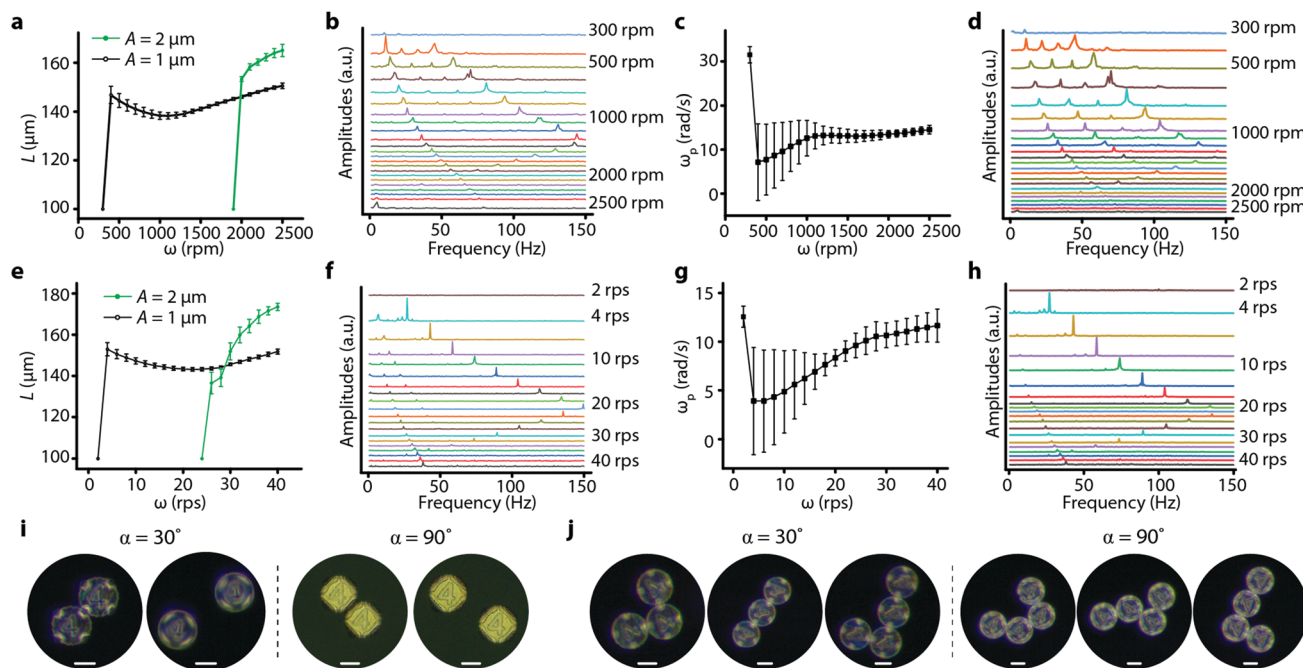 a
L (μm)
160
140
120
100
A = 2 μm
A = 1 μm
0 500 1000 1500 2000 2500
ω (rpm)
b
Amplitudes (a.u.)
300 rpm
500 rpm
1000 rpm
2000 rpm
2500 rpm
0 50 100 150
Frequency (Hz)
c
ωp (rad/s)
30
20
10
0
0 500 1000 1500 2000 2500
ω (rpm)
d
Amplitudes (a.u.)
300 rpm
500 rpm
1000 rpm
2000 rpm
2500 rpm
0 50 100 150
Frequency (Hz)
e
L (μm)
180
160
140
120
100
A = 2 μm
A = 1 μm
0 10 20 30 40
ω (rps)
f
Amplitudes (a.u.)
2 rps
4 rps
10 rps
20 rps
30 rps
40 rps
0 50 100 150
Frequency (Hz)
g
ωp (rad/s)
15
10
5
0
0 10 20 30 40
ω (rps)
h
Amplitudes (a.u.)
2 rps
4 rps
10 rps
20 rps
30 rps
40 rps
0 50 100 150
Frequency (Hz)
i
α = 30°
α = 90°
4
4
4
4
j
α = 30°
α = 90°